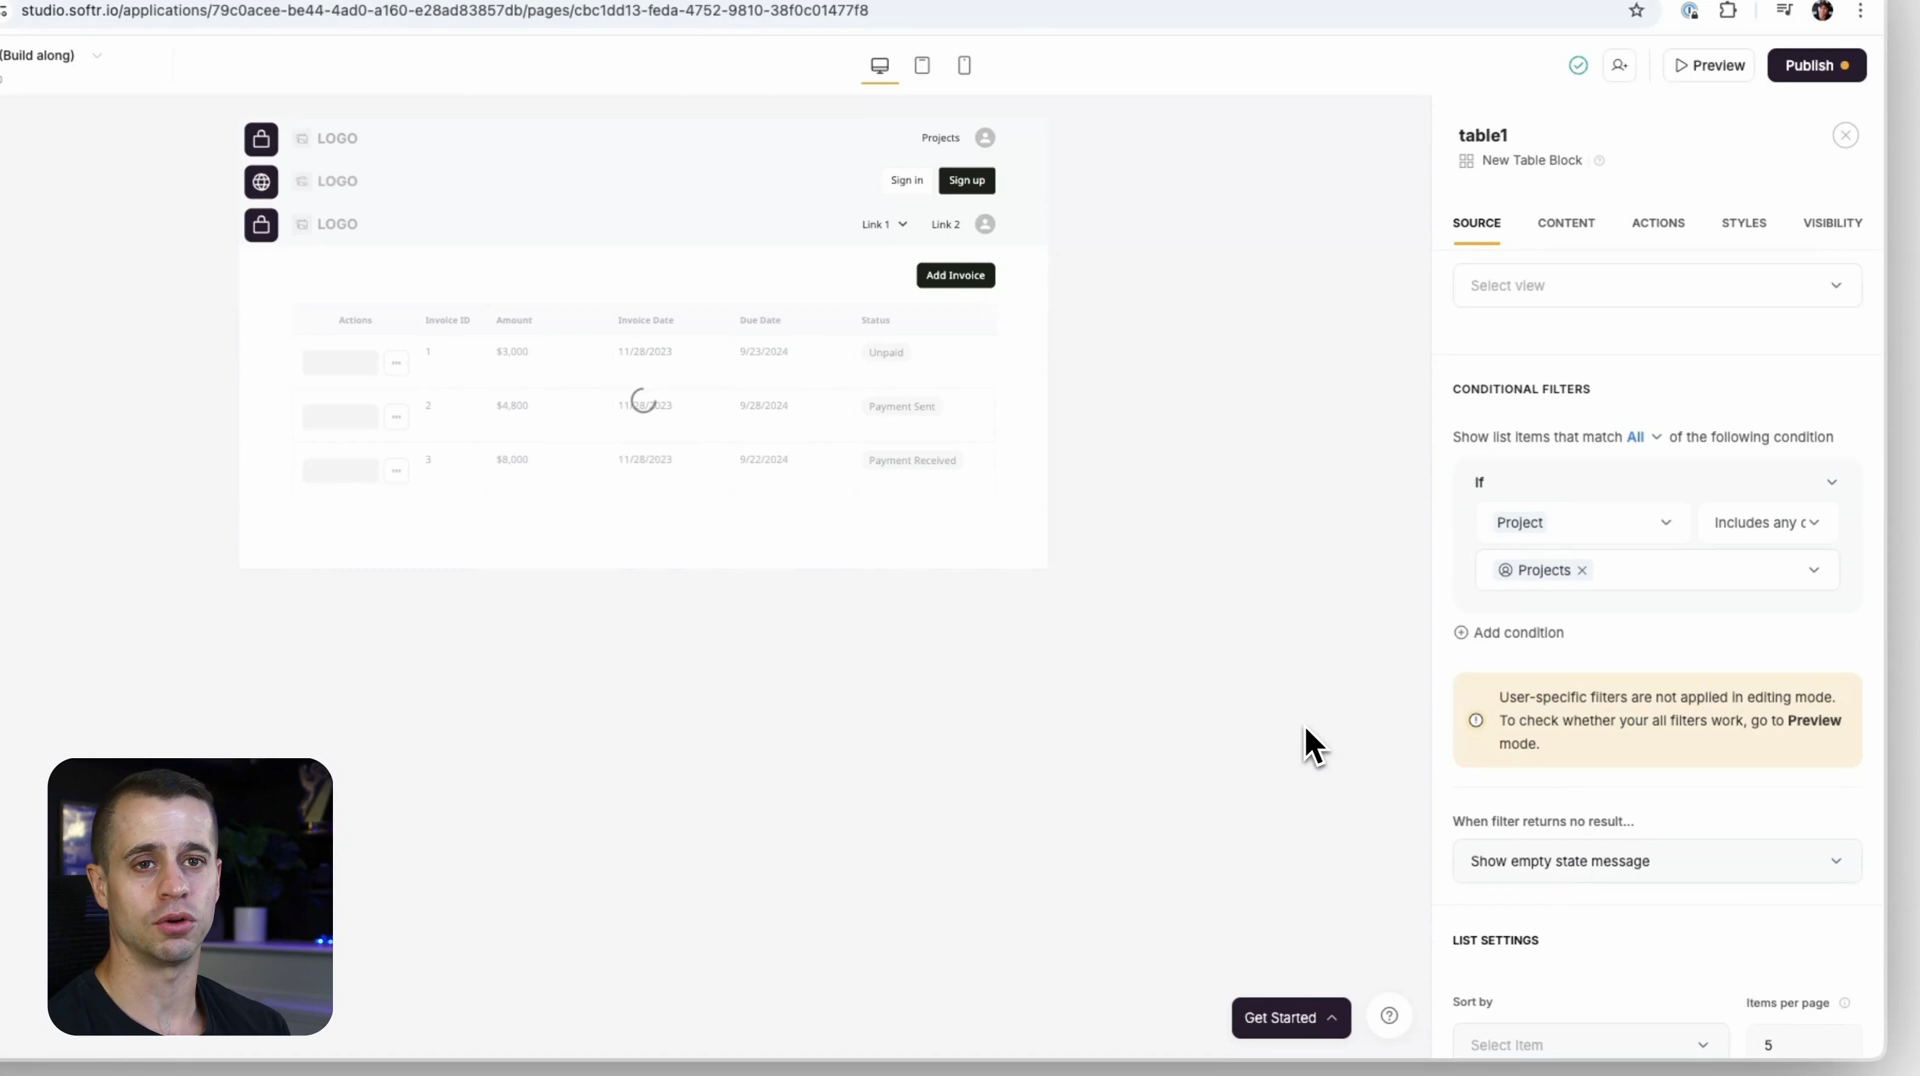 studio.softr.io/applications/79c0acee-be44-4ad0-a160-e28ad83857db/pages/cbc1dd13-feda-4752-9810-38f0c01477f8
(Build along)
Preview
Publish
LOGO
Projects
LOGO
Sign in
Sign up
LOGO
Link 1
Link 2
Add Invoice
Actions Invoice ID Amount Invoice Date Due Date Status
1 $3,000 11/28/2023 9/23/2024 Unpaid
2 $4,800 11/28/2023 9/28/2024 Payment Sent
3 $8,000 11/28/2023 9/22/2024 Payment Received
Get Started
table1
New Table Block
SOURCE CONTENT ACTIONS STYLES VISIBILITY
Select view
CONDITIONAL FILTERS
Show list items that match All of the following condition
If
Project
Includes any
Projects
Add condition
User-specific filters are not applied in editing mode.
To check whether your all filters work, go to Preview
mode.
When filter returns no result...
Show empty state message
LIST SETTINGS
Sort by
Items per page
Select Item
5